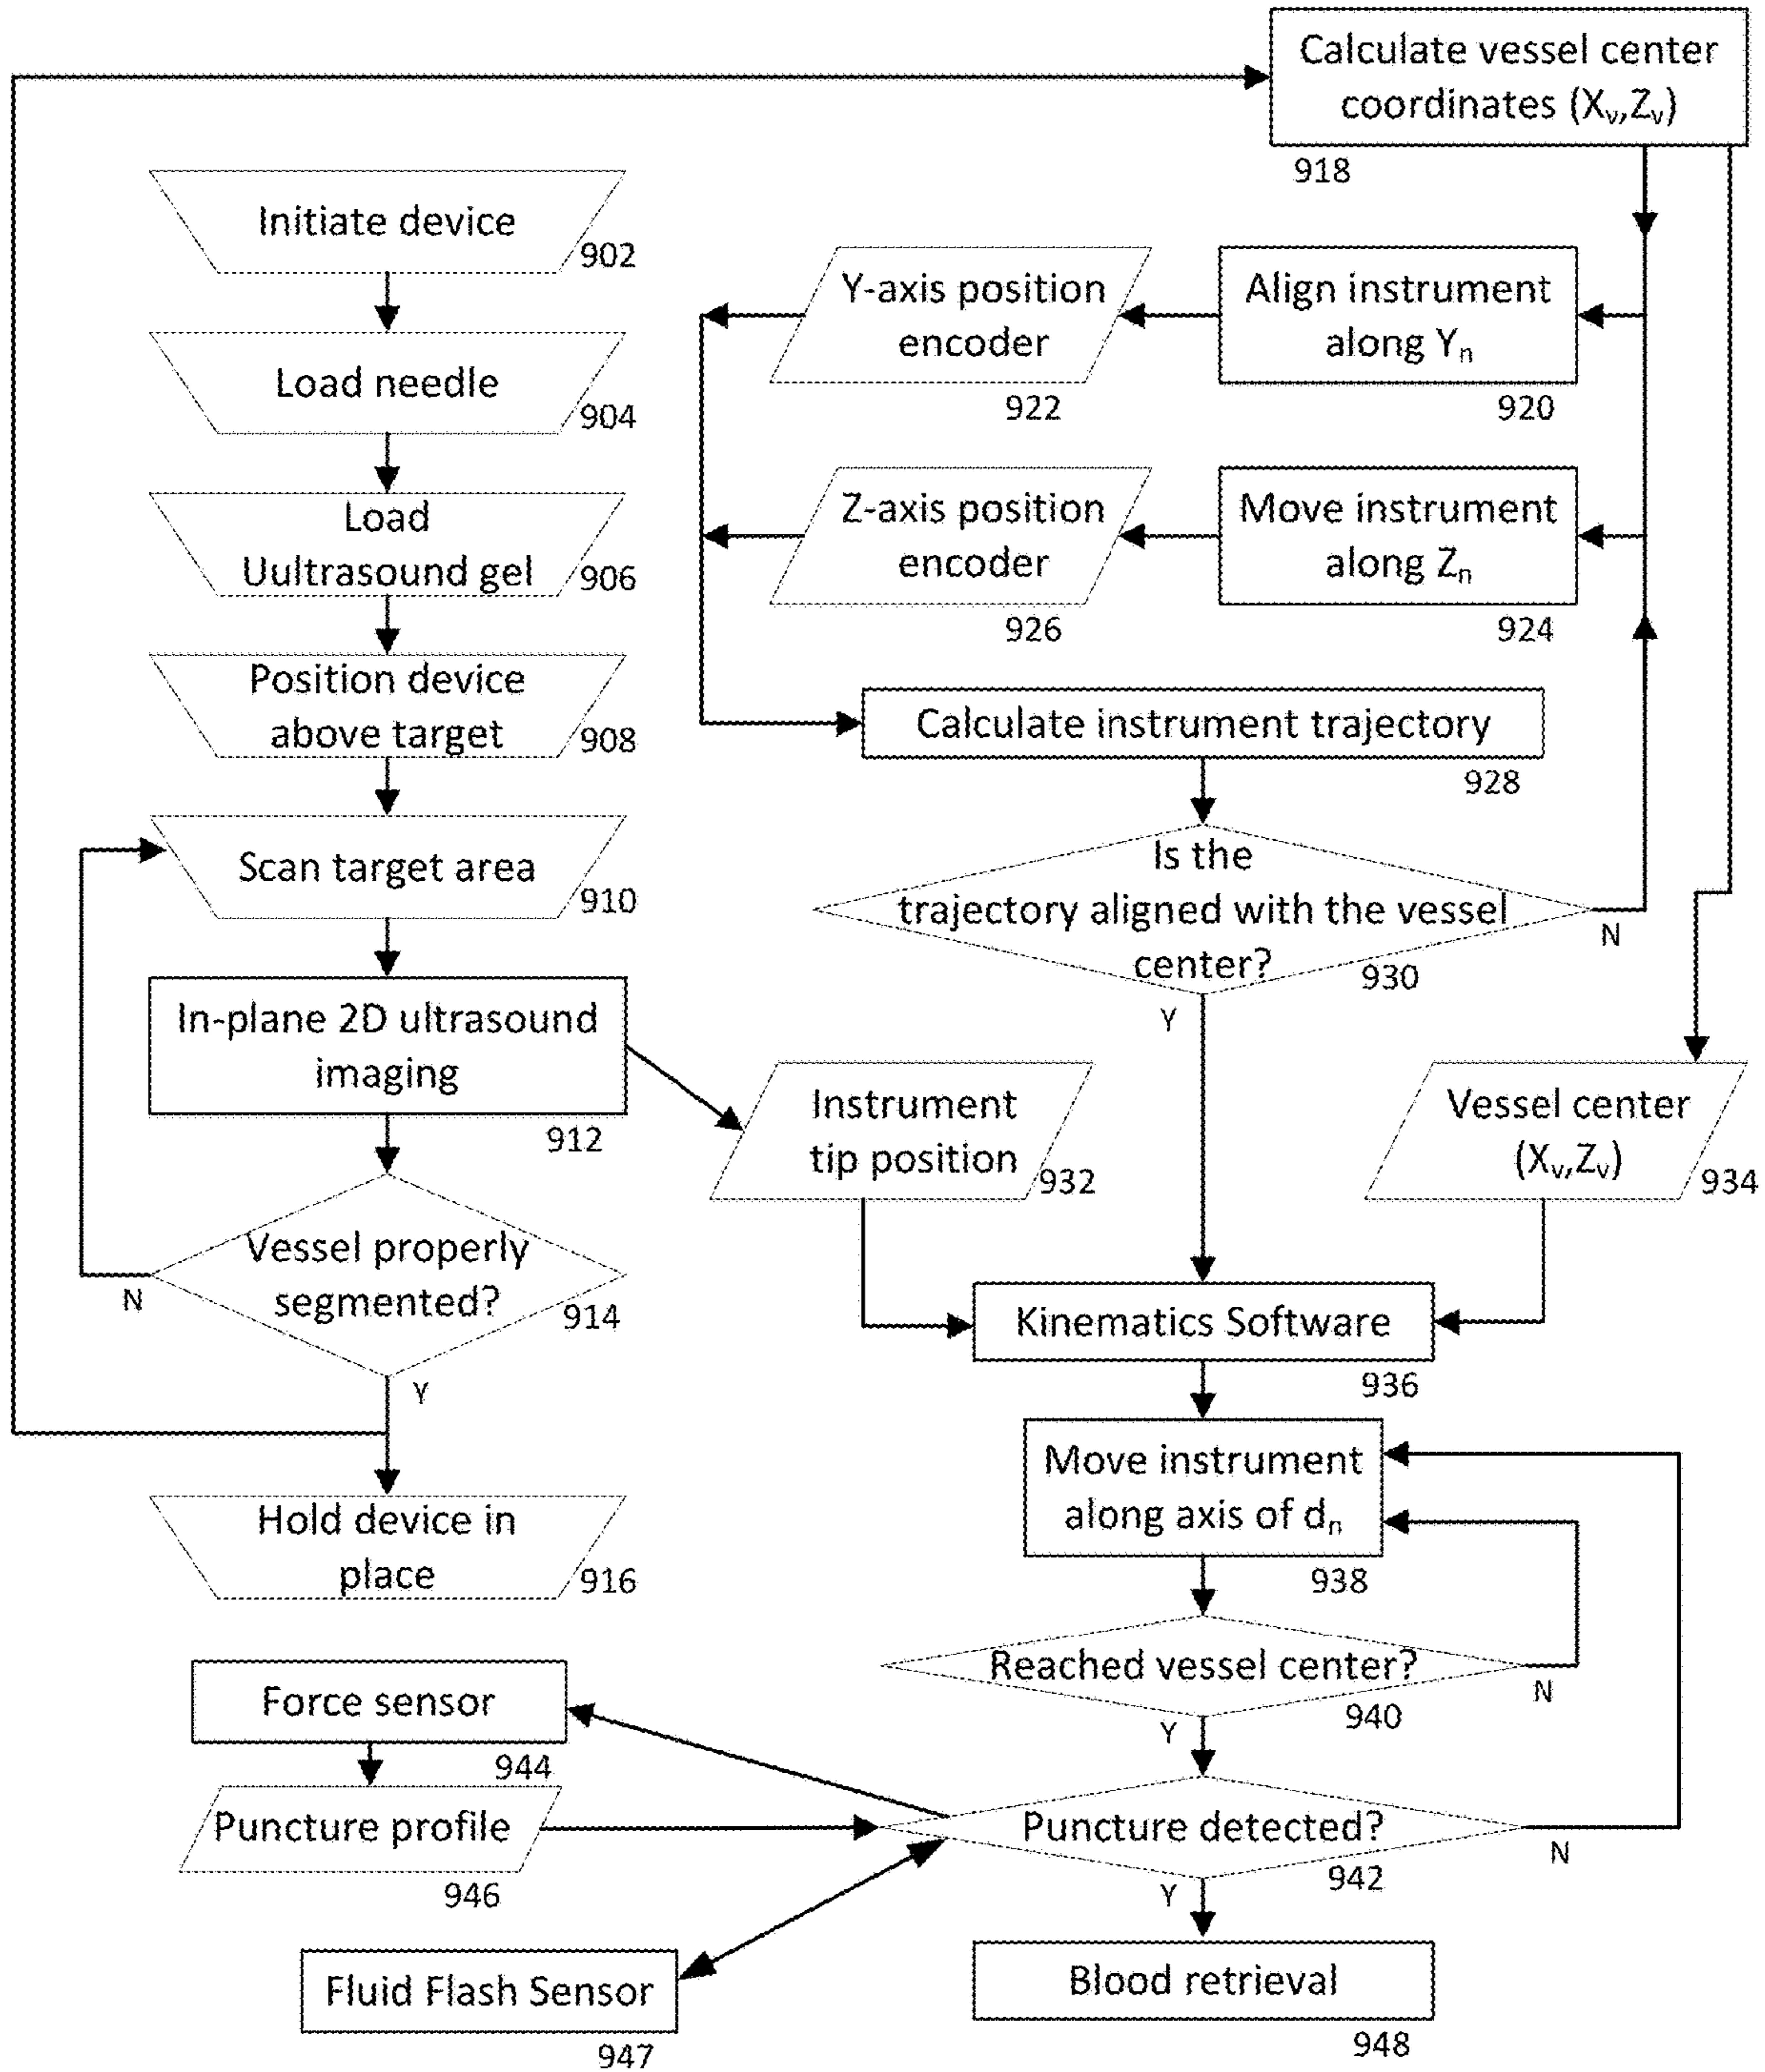 Calculate vessel center
coordinates (Xv,Zv)
918
Initiate device
902
Load needle
904
Load
Uultrasound gel
906
Position device
above target
908
Scan target area
910
In-plane 2D ultrasound
imaging
912
Vessel properly
segmented?
914
N
Y
Hold device in
place
916
Y-axis position
encoder
922
Align instrument
along Yn
920
Z-axis position
encoder
926
Move instrument
along Zn
924
Calculate instrument trajectory
928
Is the
trajectory aligned with the vessel
center?
930
N
Y
Instrument
tip position
932
Vessel center
(Xv,Zv)
934
Kinematics Software
936
Move instrument
along axis of dn
938
Reached vessel center?
940
N
Y
Force sensor
944
Puncture profile
946
Puncture detected?
942
N
Y
Fluid Flash Sensor
947
Blood retrieval
948